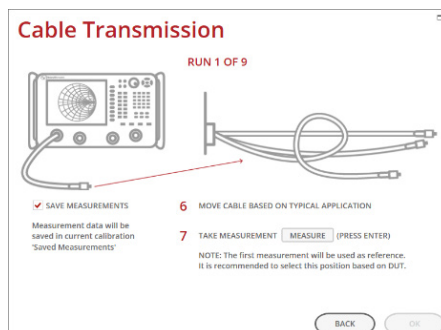 Cable Transmission
RUN 1 OF 9
SAVE MEASUREMENTS
Measurement data will be
saved in current calibration
'Saved Measurements'
6 MOVE CABLE BASED ON TYPICAL APPLICATION
7 TAKE MEASUREMENT MEASURE (PRESS ENTER)
NOTE: The first measurement will be used as reference.
It is recommended to select this position based on DUT.
BACK OK